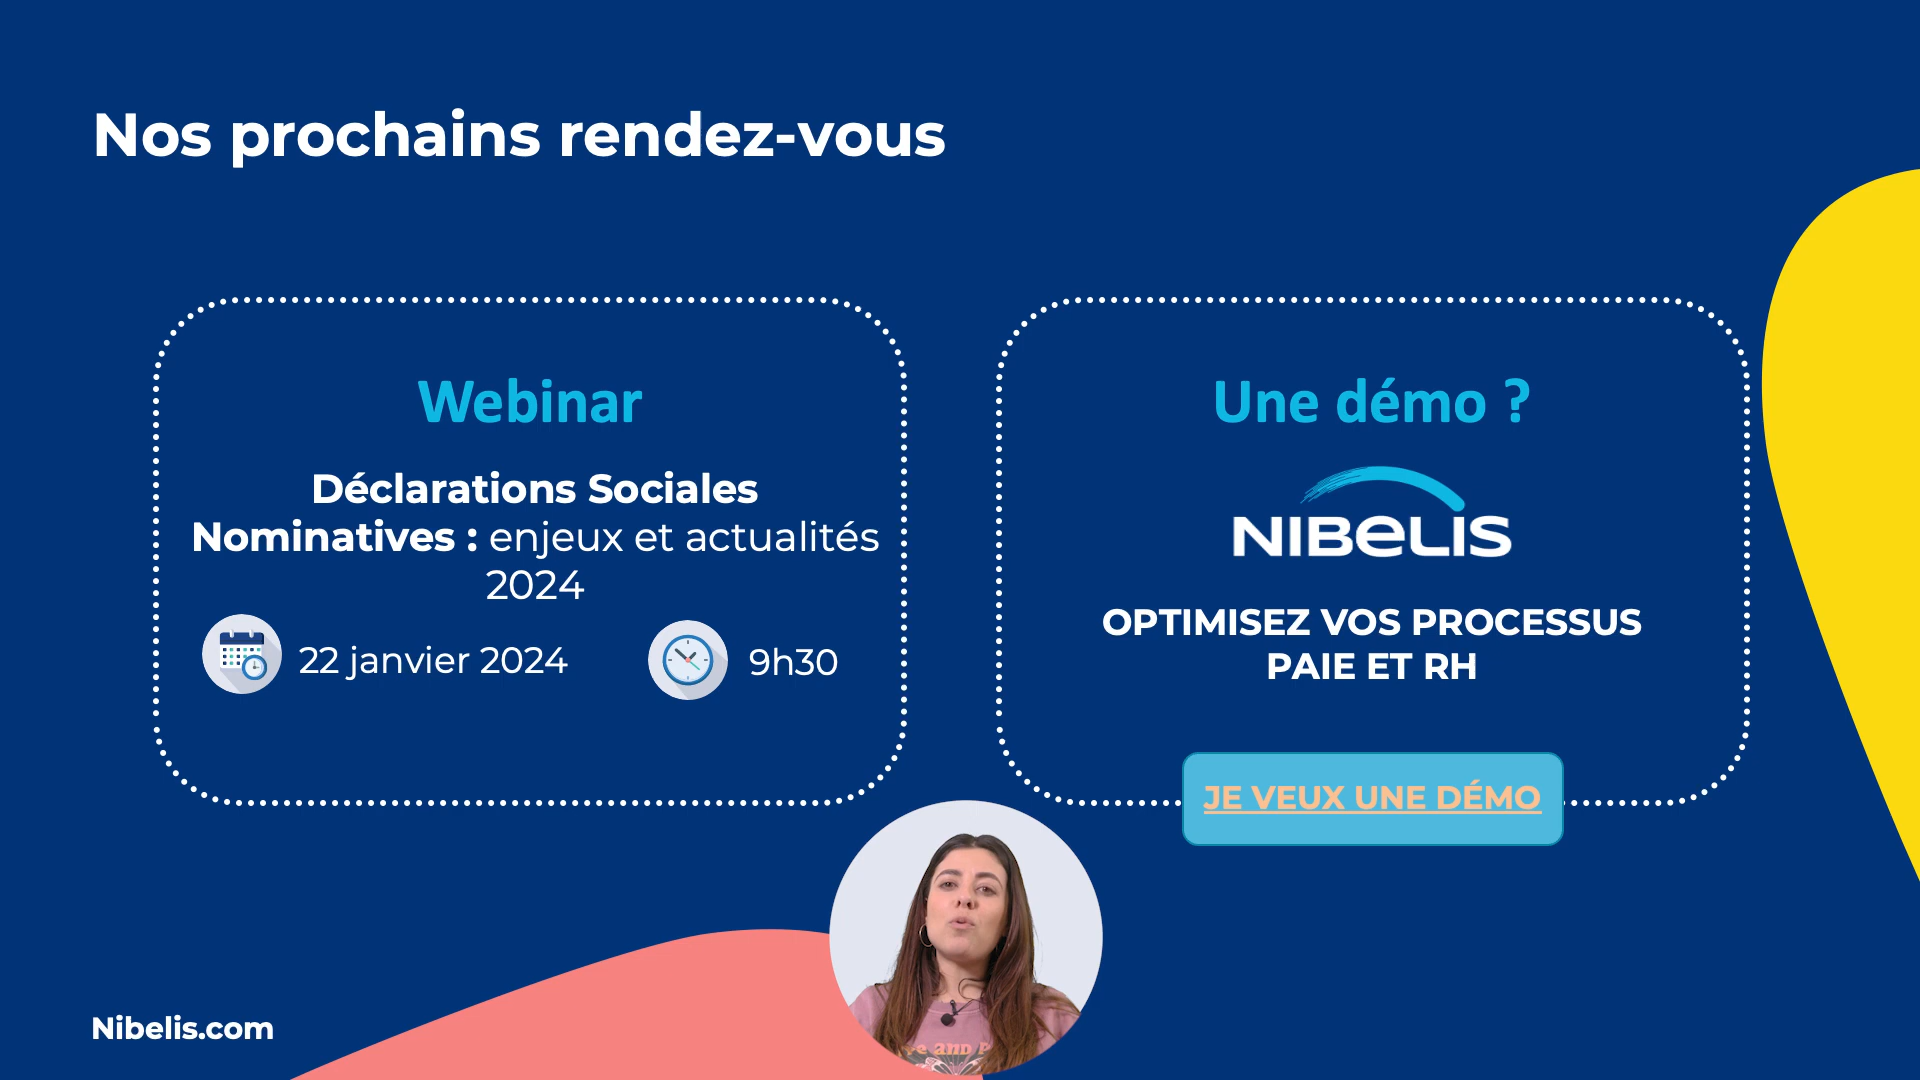 Nos prochains rendez-vous
Webinar
Déclarations Sociales
Nominatives : enjeux et actualités
2024
22 janvier 2024
9h30
Une démo ?
NIBELIS
OPTIMISEZ VOS PROCESSUS
PAIE ET RH
JE VEUX UNE DÉMO
AND
Nibelis.com